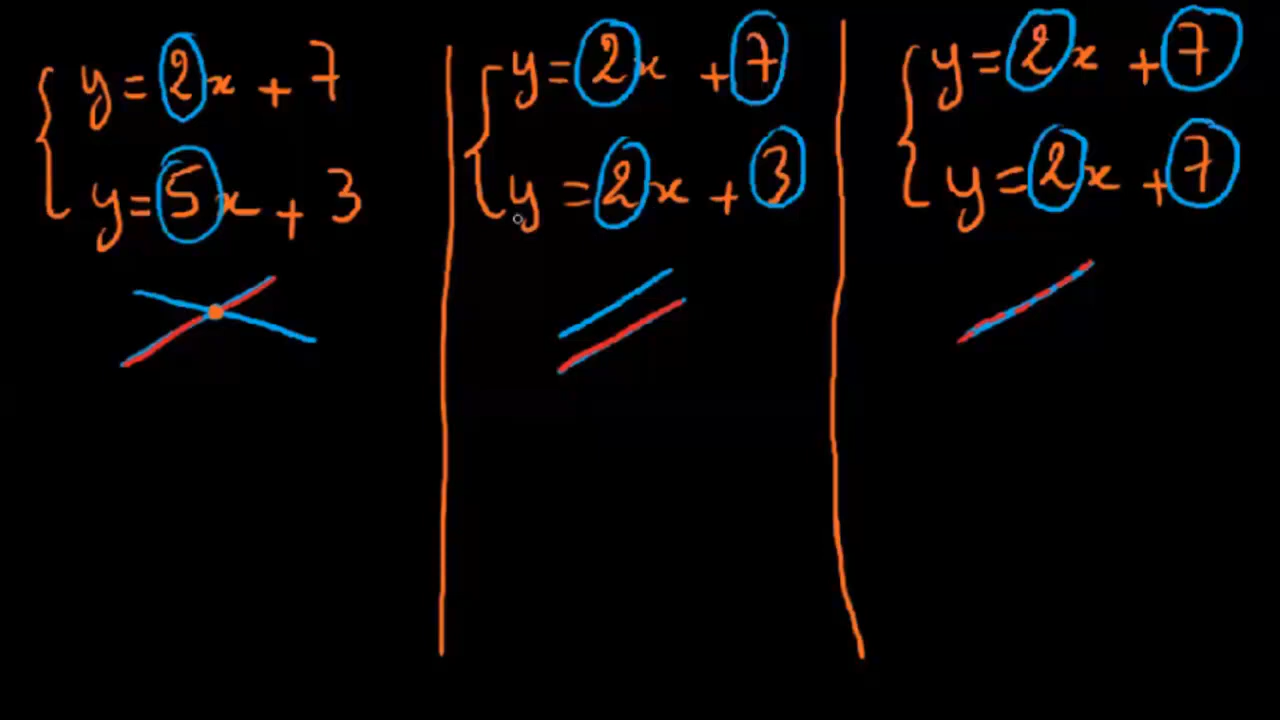 y = 2x + 7
y = 5x + 3
y = 2x + 7
y = 2x + 3
y = 2x + 7
y = 2x + 7